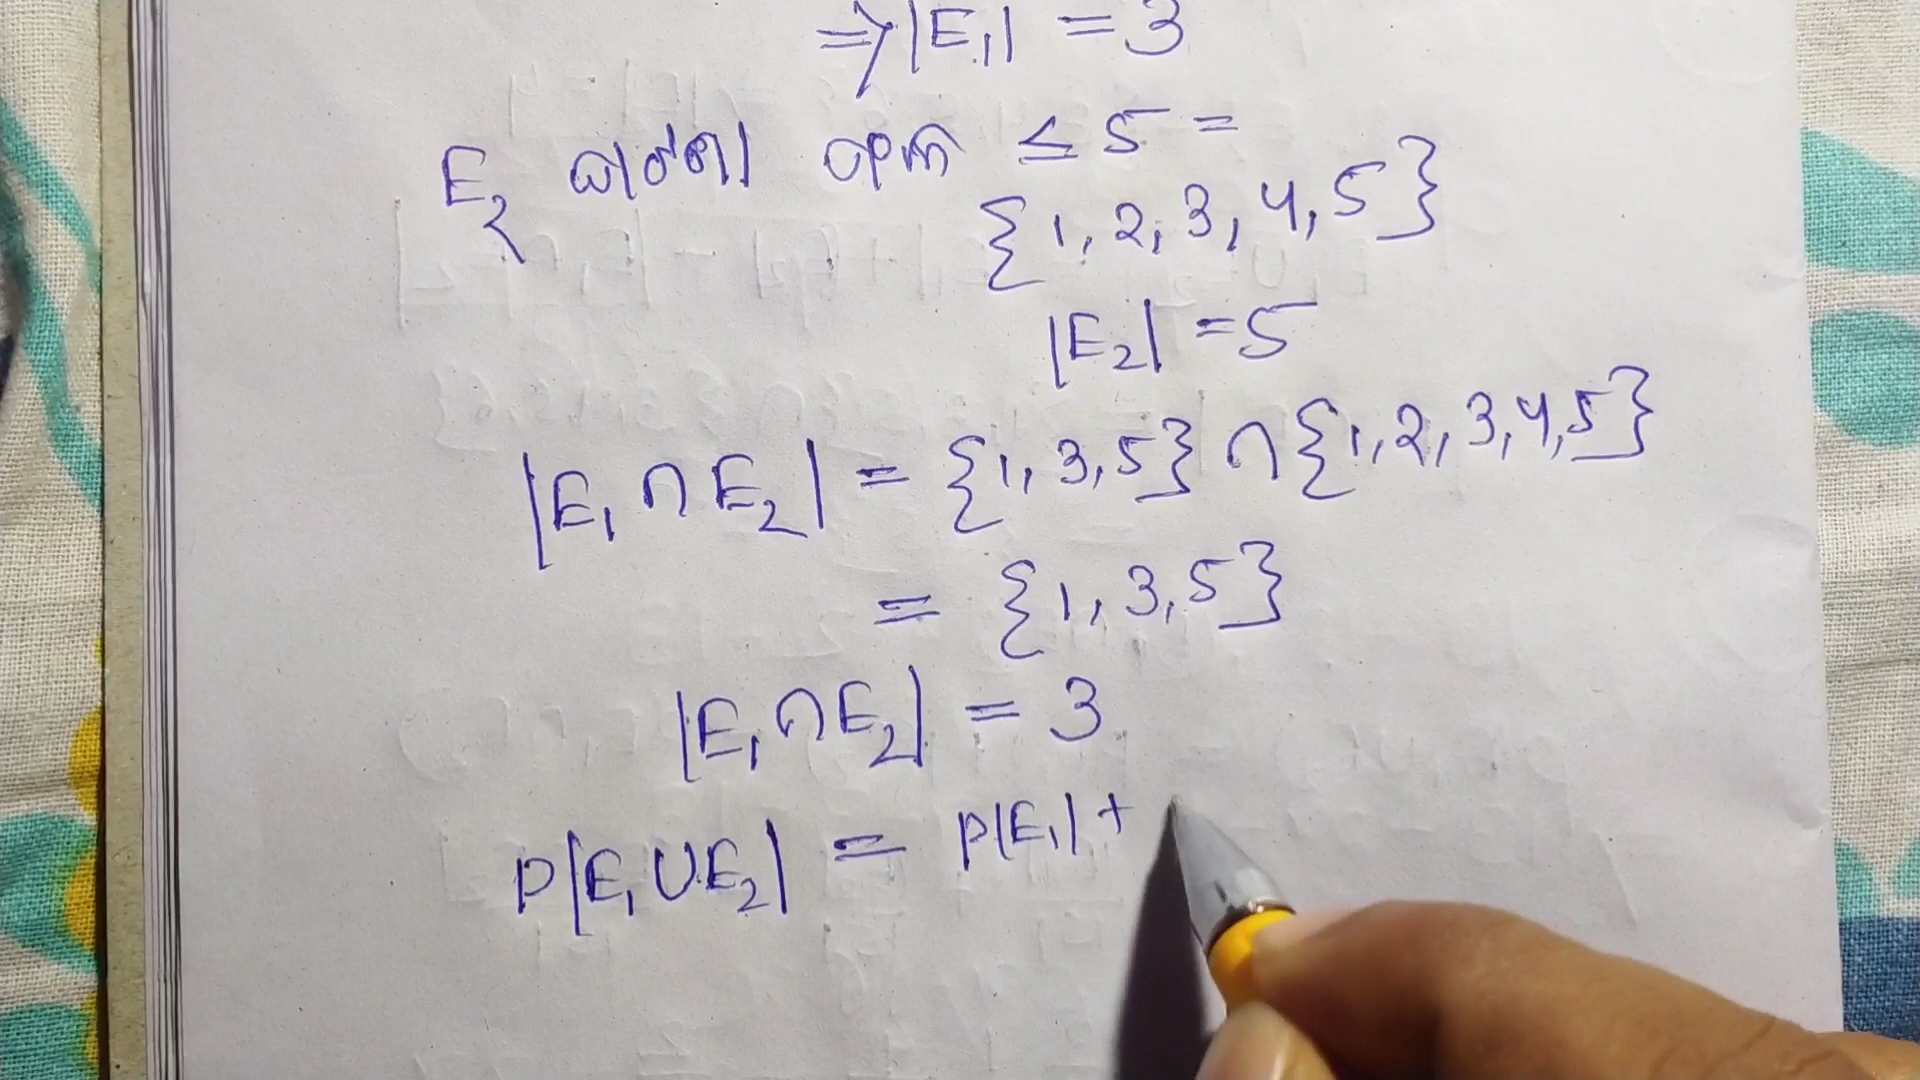 ⇒ |E₁| = 3
E₂ ଘଟଣା ≤ 5 =
{1, 2, 3, 4, 5}
|E₂| = 5
|E₁ ∩ E₂| = {1, 3, 5} ∩ {1, 2, 3, 4, 5}
= {1, 3, 5}
|E₁ ∩ E₂| = 3
P|E₁ ∪ E₂| = P|E₁| +